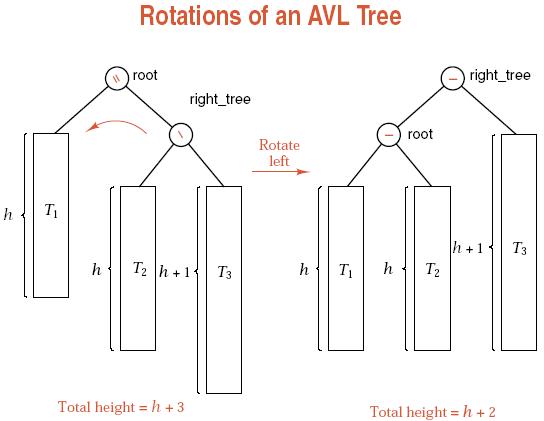 Rotations of an AVL Tree
\\ root
right_tree
\
h T1
h T2
h + 1 T3
Total height = h + 3
Rotate
left
– right_tree
– root
h T1
h T2
h + 1 T3
Total height = h + 2